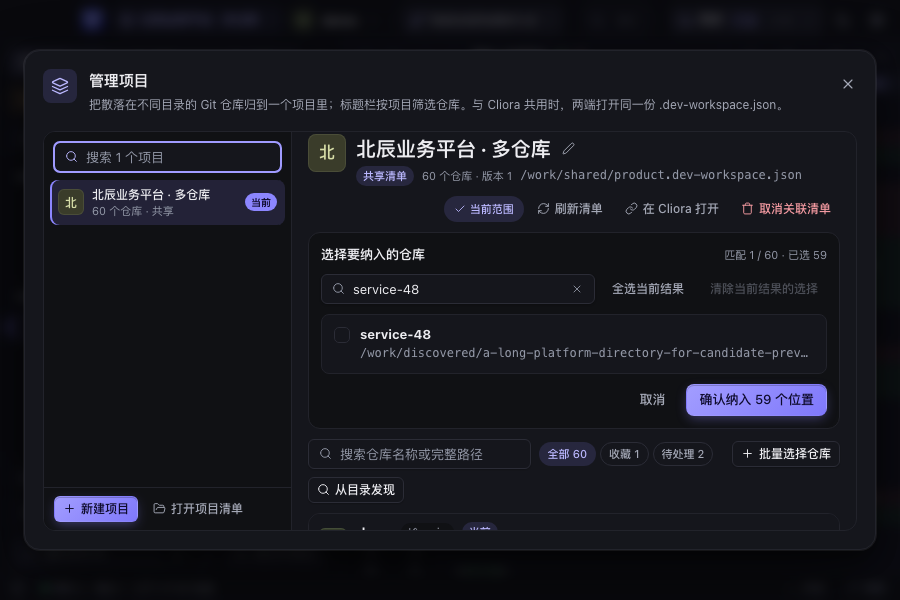 管理项目
把散落在不同目录的 Git 仓库归到一个项目里；标题栏按项目筛选仓库。与 Cliora 共用时，两端打开同一份 .dev-workspace.json。
搜索 1 个项目
北
北辰业务平台 · 多仓库
60 个仓库 · 共享
当前
新建项目
打开项目清单
北
北辰业务平台 · 多仓库
共享清单 60 个仓库 · 版本 1 /work/shared/product.dev-workspace.json
当前范围 刷新清单 在 Cliora 打开 取消关联清单
选择要纳入的仓库 匹配 1 / 60 · 已选 59
service-48 全选当前结果 清除当前结果的选择
service-48
/work/discovered/a-long-platform-directory-for-candidate-prev…
取消 确认纳入 59 个位置
搜索仓库名称或完整路径 全部 60 收藏 1 待处理 2 批量选择仓库
从目录发现